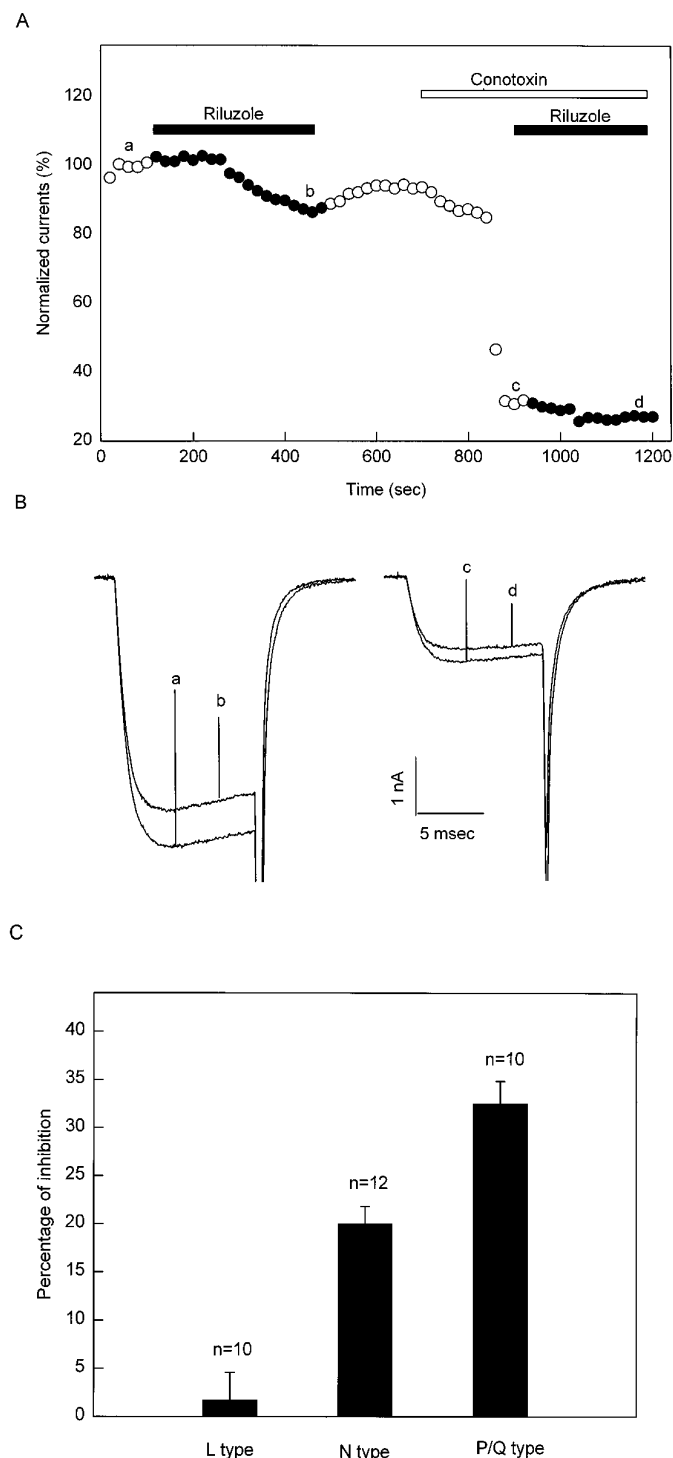 A
Normalized currents (%)
120
100
80
60
40
20
Conotoxin
Riluzole
Riluzole
a
b
c
d
0
200
400
600
800
1000
1200
Time (sec)
B
a
b
c
d
1 nA
5 msec
C
Percentage of inhibition
40
35
30
25
20
15
10
5
0
n=10
n=12
n=10
L type
N type
P/Q type